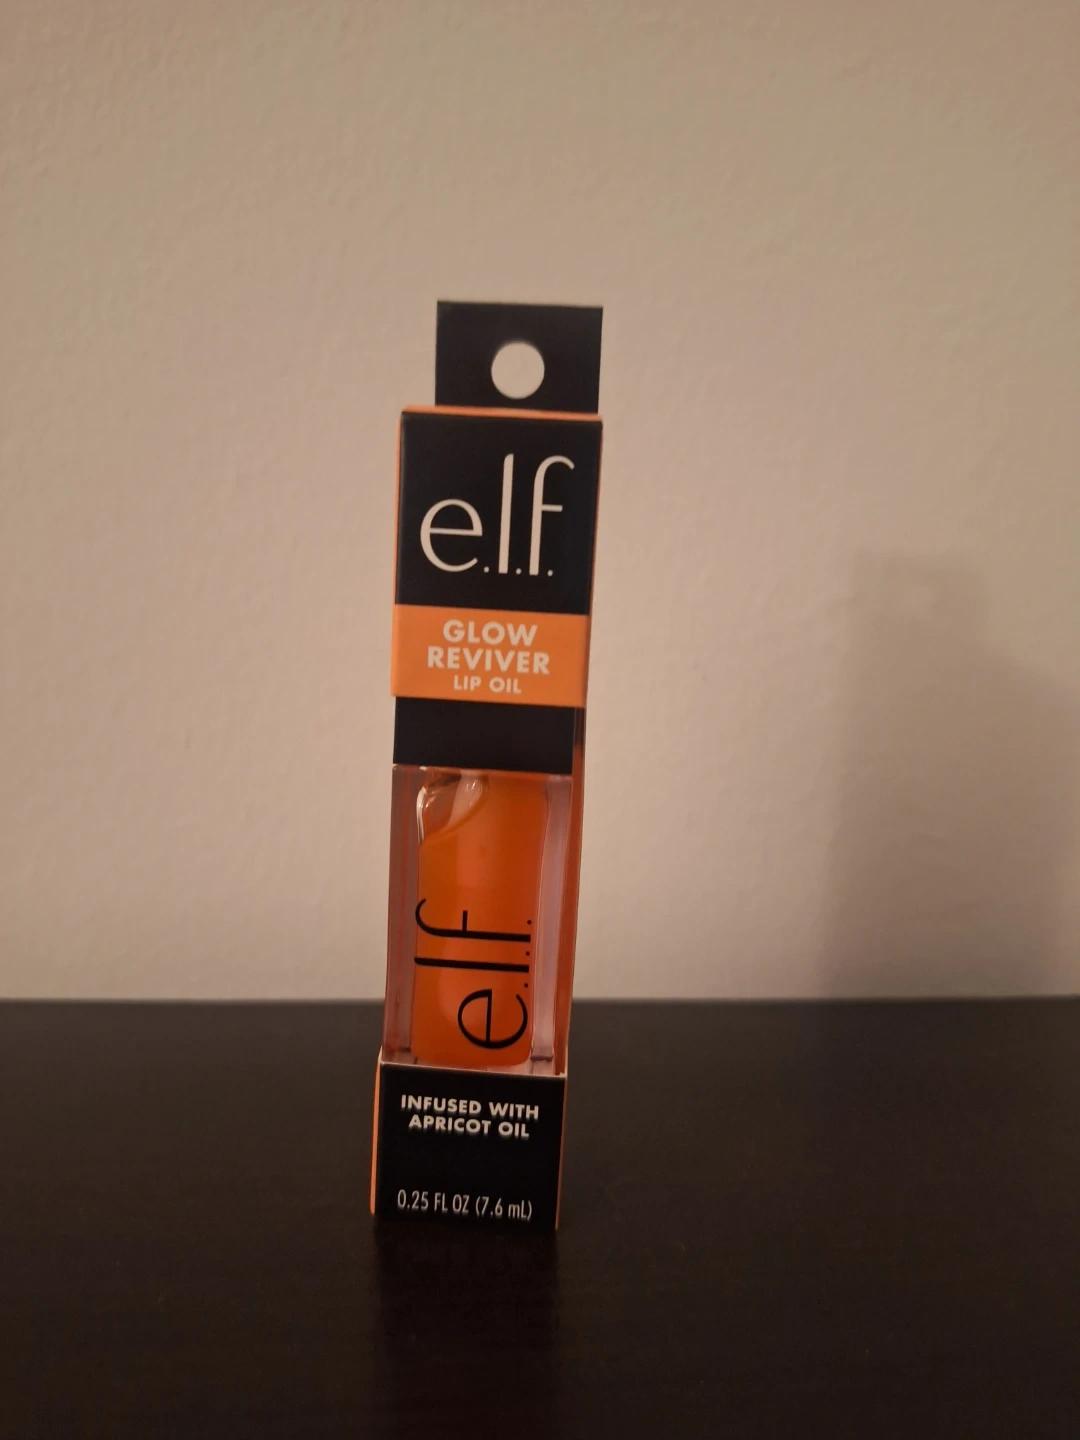 e.l.f.
GLOW
REVIVER
LIP OIL
e.l.f.
INFUSED WITH
APRICOT OIL
0.25 FL OZ (7.6 mL)